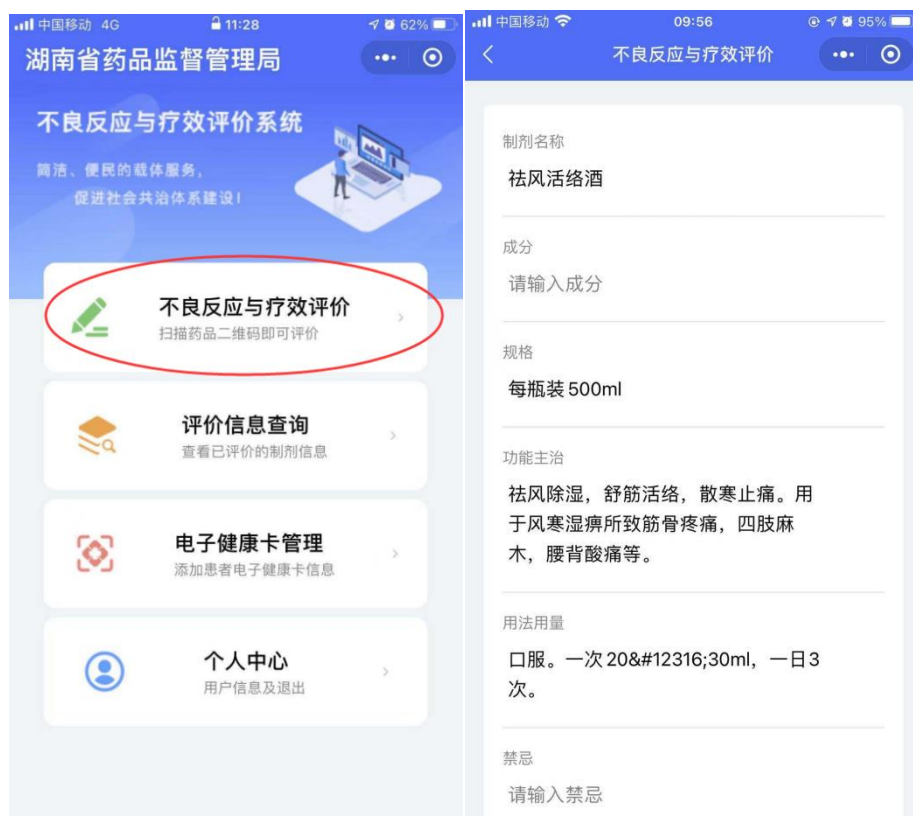 中国移动 4G 11:28 62%
湖南省药品监督管理局
不良反应与疗效评价系统
简洁、便民的载体服务，
促进社会共治体系建设！
不良反应与疗效评价
扫描药品二维码即可评价
评价信息查询
查看已评价的制剂信息
电子健康卡管理
添加患者电子健康卡信息
个人中心
用户信息及退出
中国移动 09:56 95%
不良反应与疗效评价
制剂名称
祛风活络酒
成分
请输入成分
规格
每瓶装500ml
功能主治
祛风除湿，舒筋活络，散寒止痛。用
于风寒湿痹所致筋骨疼痛，四肢麻
木，腰背酸痛等。
用法用量
口服。一次20&#12316;30ml，一日3
次。
禁忌
请输入禁忌